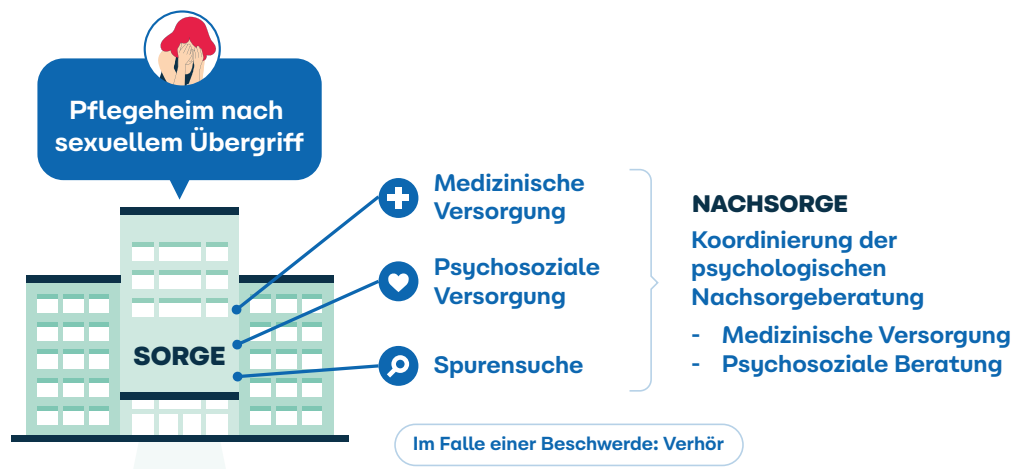 Pflegeheim nach
sexuellem Übergriff
SORGE
Medizinische
Versorgung
Psychosoziale
Versorgung
Spurensuche
NACHSORGE
Koordinierung der
psychologischen
Nachsorgeberatung
- Medizinische Versorgung
- Psychosoziale Beratung
Im Falle einer Beschwerde: Verhör